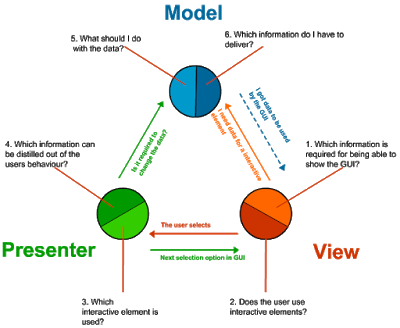 Model
5. What should I do
with the data?
6. Which information do I have to
deliver?
Is it required to
change the data?
I got data to be used
by the GUI
I need data for a interactive
element
4. Which information can
be distilled out of the
users behaviour?
1. Which information is
required for being able to
show the GUI?
The user selects
Presenter
View
Next selection option in GUI
3. Which
interactive element is
used?
2. Does the user use
interactive elements?